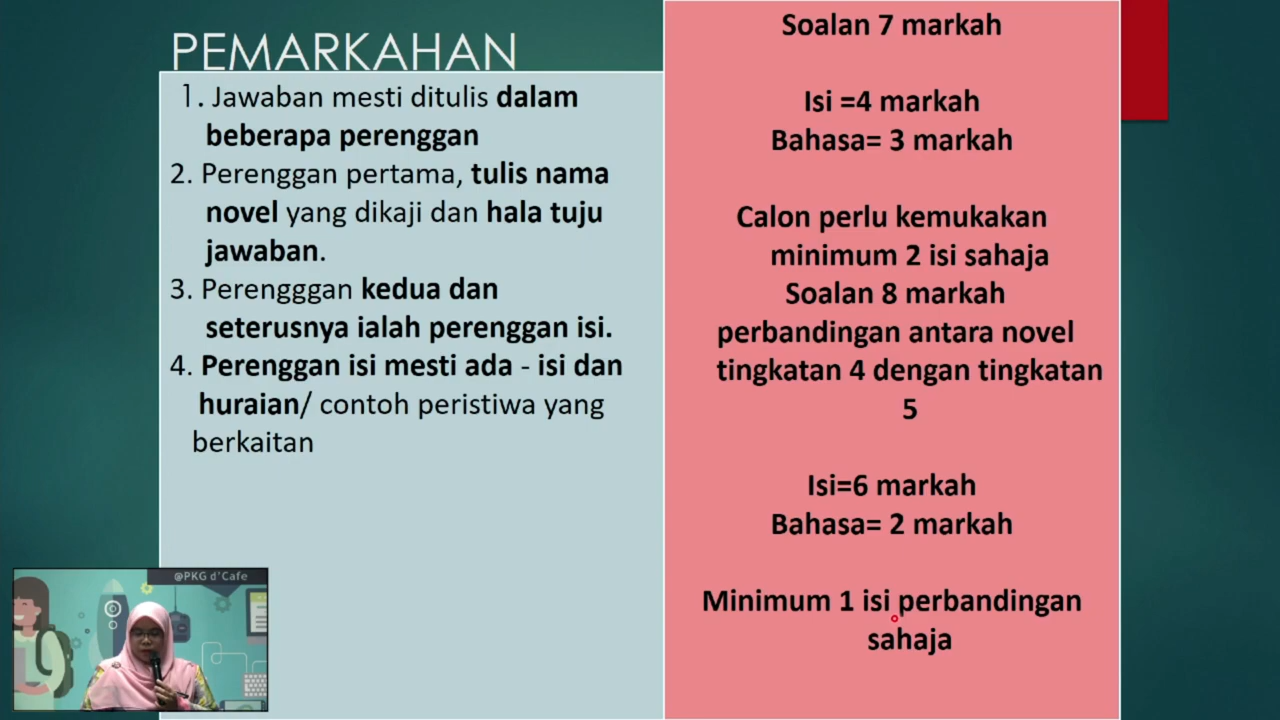 PEMARKAHAN
1. Jawaban mesti ditulis dalam
beberapa perenggan
2. Perenggan pertama, tulis nama
novel yang dikaji dan hala tuju
jawaban.
3. Perengggan kedua dan
seterusnya ialah perenggan isi.
4. Perenggan isi mesti ada - isi dan
huraian/ contoh peristiwa yang
berkaitan
Soalan 7 markah
Isi =4 markah
Bahasa= 3 markah
Calon perlu kemukakan
minimum 2 isi sahaja
Soalan 8 markah
perbandingan antara novel
tingkatan 4 dengan tingkatan
5
Isi=6 markah
Bahasa= 2 markah
Minimum 1 isi perbandingan
sahaja
@PKG d'Cafe